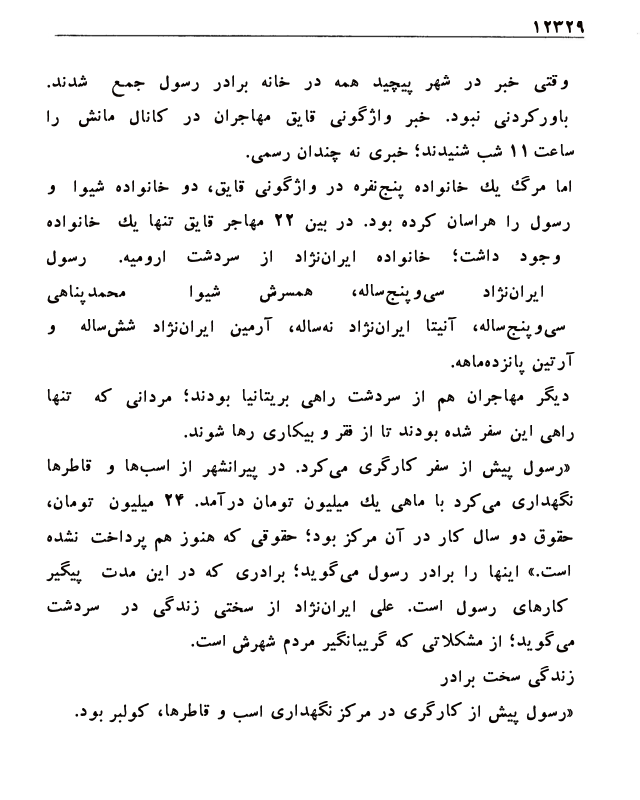 ۱۲۳۲۹
وقتی خبر در شهر پیچید همه در خانه برادر رسول جمع شدند.
باورکردنی نبود. خبر واژگونی قایق مهاجران در کانال مانش را
ساعت ۱۱ شب شنیدند؛ خبری نه چندان رسمی.
اما مرگ یك خانواده پنج‌نفره در واژگونی قایق، دو خانواده شیوا و
رسول را هراسان کرده بود. در بین ۲۲ مهاجر قایق تنها یك خانواده
وجود داشت؛ خانواده ایران‌نژاد از سردشت ارومیه. رسول
ایران‌نژاد سی‌و‌پنج‌ساله، همسرش شیوا محمدپناهی
سی‌و‌پنج‌ساله، آنیتا ایران‌نژاد نه‌ساله، آرمین ایران‌نژاد شش‌ساله و
آرتین پانزده‌ماهه.
دیگر مهاجران هم از سردشت راهی بریتانیا بودند؛ مردانی که تنها
راهی این سفر شده بودند تا از فقر و بیکاری رها شوند.
«رسول پیش از سفر کارگری می‌کرد. در پیرانشهر از اسب‌ها و قاطرها
نگهداری می‌کرد با ماهی یك میلیون تومان درآمد. ۲۴ میلیون تومان،
حقوق دو سال کار در آن مرکز بود؛ حقوقی که هنوز هم پرداخت نشده
است.» اینها را برادر رسول می‌گوید؛ برادری که در این مدت پیگیر
کارهای رسول است. علی ایران‌نژاد از سختی زندگی در سردشت
می‌گوید؛ از مشکلاتی که گریبانگیر مردم شهرش است.
زندگی سخت برادر
«رسول پیش از کارگری در مرکز نگهداری اسب و قاطرها، کولبر بود.